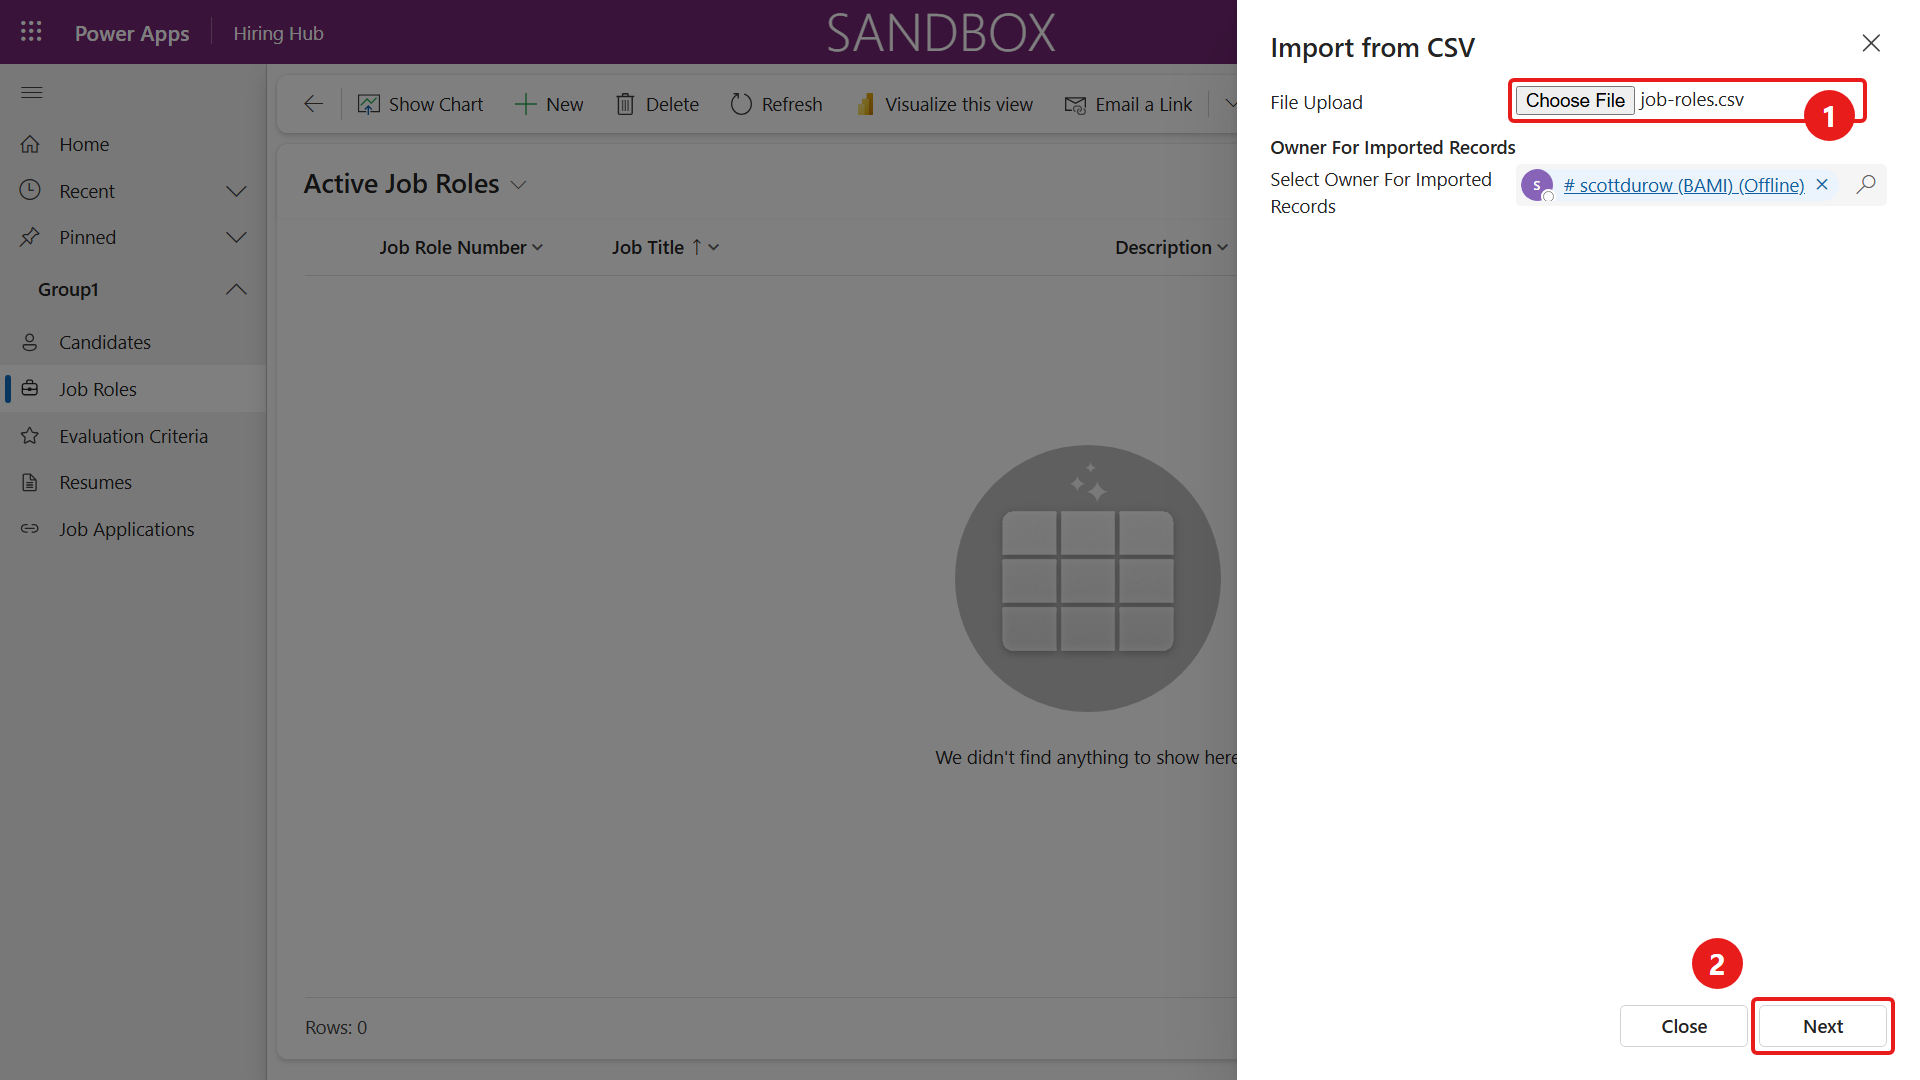 Power Apps
Hiring Hub
SANDBOX
Home
Recent
Pinned
Group1
Candidates
Job Roles
Evaluation Criteria
Resumes
Job Applications
Show Chart
New
Delete
Refresh
Visualize this view
Email a Link
Active Job Roles
Job Role Number
Job Title
Description
We didn't find anything to show here
Rows: 0
Import from CSV
File Upload
Choose File
job-roles.csv
1
Owner For Imported Records
Select Owner For Imported
Records
S
# scottdurow (BAMI) (Offline)
2
Close
Next